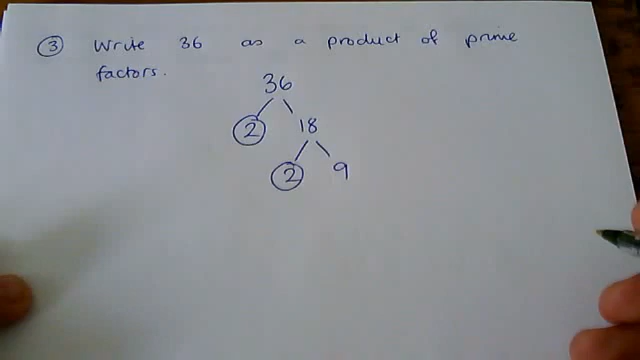 ③ Write 36 as a product of prime
factors.
36
2 18
2 9